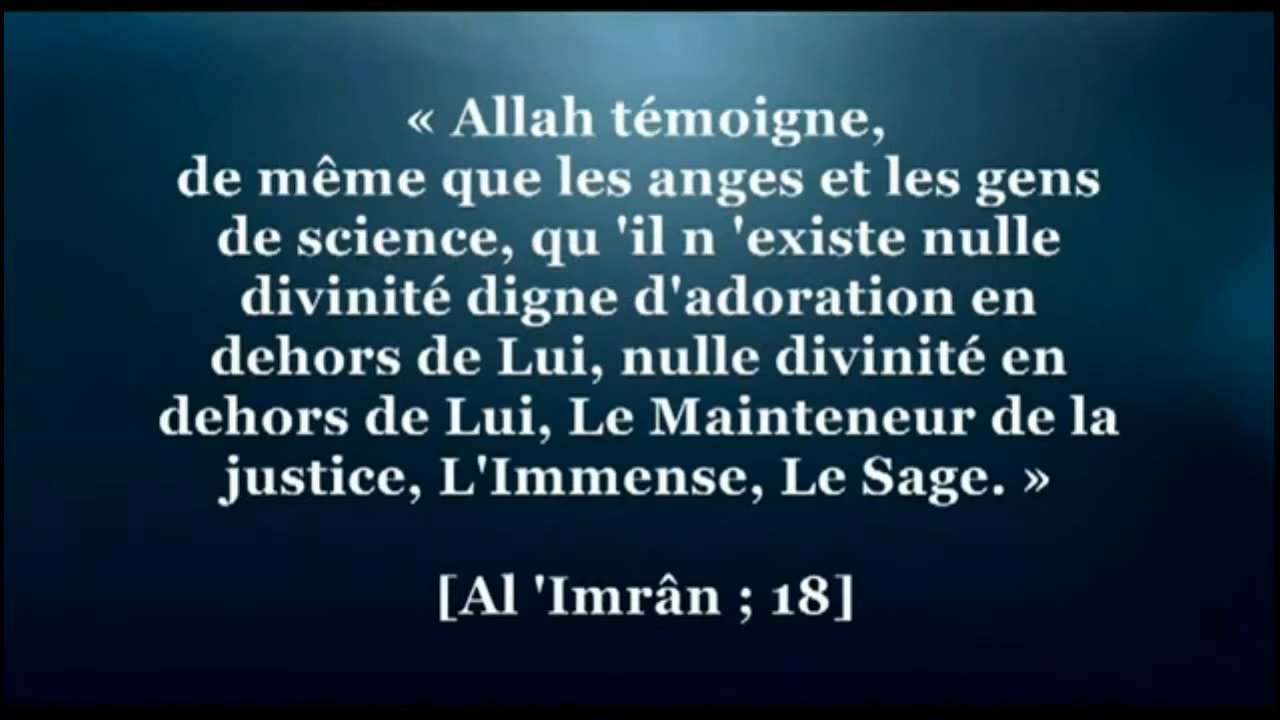 « Allah témoigne,
de même que les anges et les gens
de science, qu 'il n 'existe nulle
divinité digne d'adoration en
dehors de Lui, nulle divinité en
dehors de Lui, Le Mainteneur de la
justice, L'Immense, Le Sage. »
[Al 'Imrân ; 18]